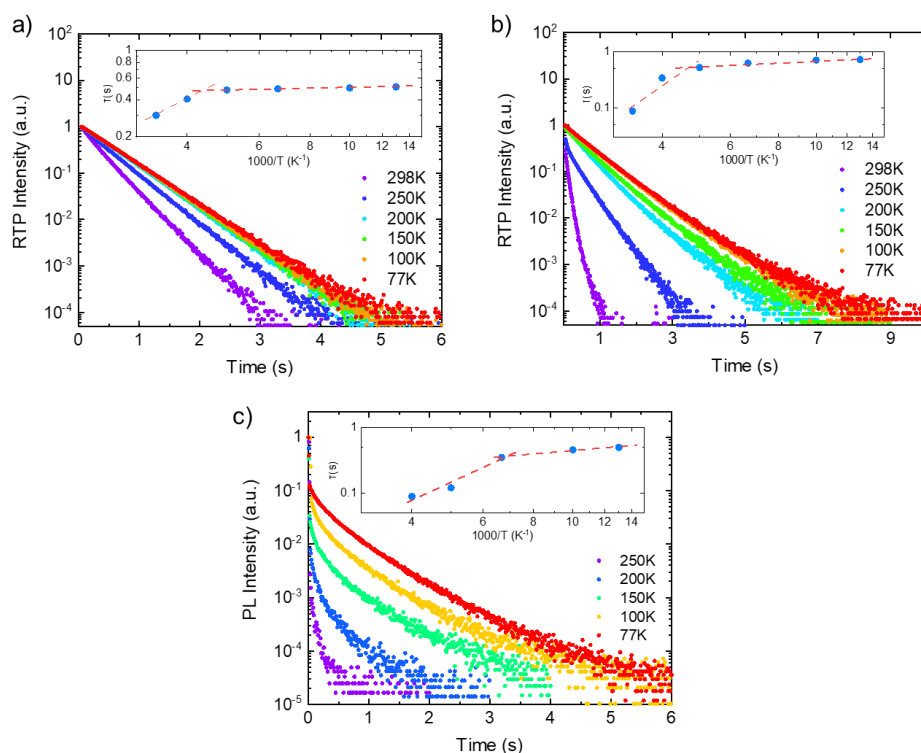 a)
RTP Intensity (a.u.)
10²
10
1
10⁻¹
10⁻²
10⁻³
10⁻⁴
0 1 2 3 4 5 6
Time (s)
τ(s)
1
0.8
0.6
0.4
0.2
4 6 8 10 12 14
1000/T (K⁻¹)
298K
250K
200K
150K
100K
77K
b)
RTP Intensity (a.u.)
10²
10
1
10⁻¹
10⁻²
10⁻³
10⁻⁴
1 3 5 7 9
Time (s)
τ(s)
1
0.1
4 6 8 10 12 14
1000/T (K⁻¹)
298K
250K
200K
150K
100K
77K
c)
PL Intensity (a.u.)
1
10⁻¹
10⁻²
10⁻³
10⁻⁴
10⁻⁵
0 1 2 3 4 5 6
Time (s)
τ(s)
1
0.1
4 6 8 10 12 14
1000/T (K⁻¹)
250K
200K
150K
100K
77K